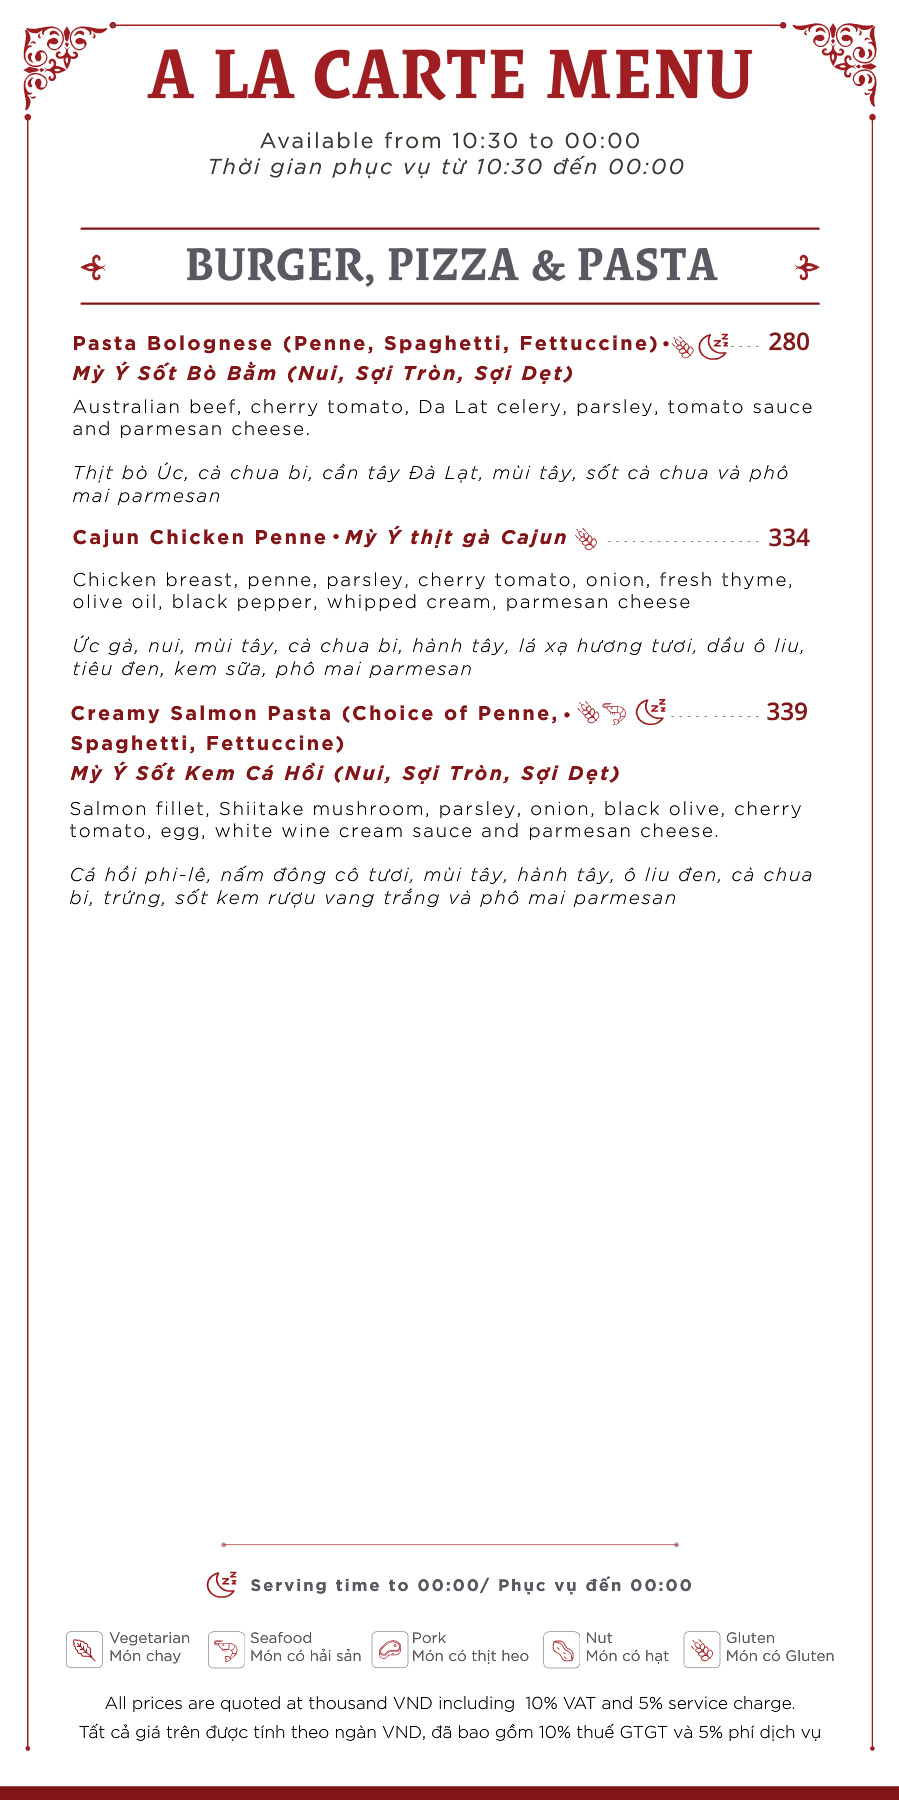 A LA CARTE MENU
Available from 10:30 to 00:00
Thời gian phục vụ từ 10:30 đến 00:00
BURGER, PIZZA & PASTA
Pasta Bolognese (Penne, Spaghetti, Fettuccine)• 280
Mỳ Ý Sốt Bò Bằm (Nui, Sợi Tròn, Sợi Dẹt)
Australian beef, cherry tomato, Da Lat celery, parsley, tomato sauce
and parmesan cheese.
Thịt bò Úc, cà chua bi, cần tây Đà Lạt, mùi tây, sốt cà chua và phô
mai parmesan
Cajun Chicken Penne • Mỳ Ý thịt gà Cajun 334
Chicken breast, penne, parsley, cherry tomato, onion, fresh thyme,
olive oil, black pepper, whipped cream, parmesan cheese
Ức gà, nui, mùi tây, cà chua bi, hành tây, lá xạ hương tươi, dầu ô liu,
tiêu đen, kem sữa, phô mai parmesan
Creamy Salmon Pasta (Choice of Penne, • 339
Spaghetti, Fettuccine)
Mỳ Ý Sốt Kem Cá Hồi (Nui, Sợi Tròn, Sợi Dẹt)
Salmon fillet, Shiitake mushroom, parsley, onion, black olive, cherry
tomato, egg, white wine cream sauce and parmesan cheese.
Cá hồi phi-lê, nấm đông cô tươi, mùi tây, hành tây, ô liu đen, cà chua
bi, trứng, sốt kem rượu vang trắng và phô mai parmesan
Serving time to 00:00/ Phục vụ đến 00:00
Vegetarian Seafood Pork Nut Gluten
Món chay Món có hải sản Món có thịt heo Món có hạt Món có Gluten
All prices are quoted at thousand VND including 10% VAT and 5% service charge.
Tất cả giá trên được tính theo ngàn VND, đã bao gồm 10% thuế GTGT và 5% phí dịch vụ